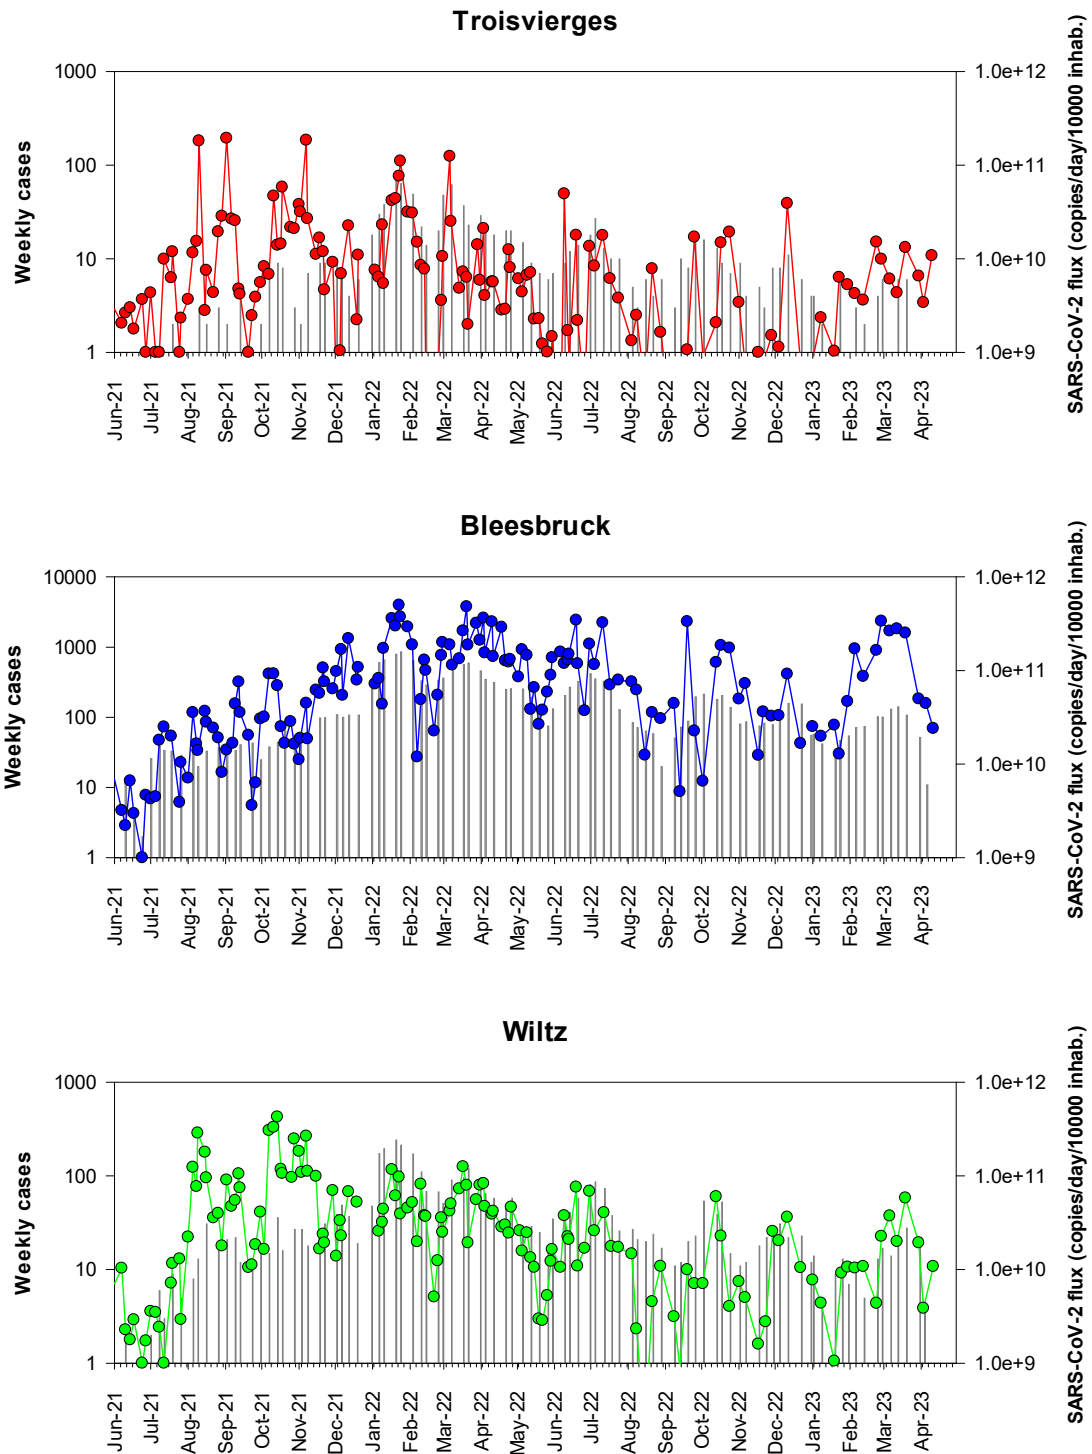 Troisvierges
Weekly cases
SARS-CoV-2 flux (copies/day/10000 inhab.)
1000
100
10
1
1.0e+12
1.0e+11
1.0e+10
1.0e+9
Jun-21
Jul-21
Aug-21
Sep-21
Oct-21
Nov-21
Dec-21
Jan-22
Feb-22
Mar-22
Apr-22
May-22
Jun-22
Jul-22
Aug-22
Sep-22
Oct-22
Nov-22
Dec-22
Jan-23
Feb-23
Mar-23
Apr-23
Bleesbruck
Weekly cases
SARS-CoV-2 flux (copies/day/10000 inhab.)
10000
1000
100
10
1
1.0e+12
1.0e+11
1.0e+10
1.0e+9
Jun-21
Jul-21
Aug-21
Sep-21
Oct-21
Nov-21
Dec-21
Jan-22
Feb-22
Mar-22
Apr-22
May-22
Jun-22
Jul-22
Aug-22
Sep-22
Oct-22
Nov-22
Dec-22
Jan-23
Feb-23
Mar-23
Apr-23
Wiltz
Weekly cases
SARS-CoV-2 flux (copies/day/10000 inhab.)
1000
100
10
1
1.0e+12
1.0e+11
1.0e+10
1.0e+9
Jun-21
Jul-21
Aug-21
Sep-21
Oct-21
Nov-21
Dec-21
Jan-22
Feb-22
Mar-22
Apr-22
May-22
Jun-22
Jul-22
Aug-22
Sep-22
Oct-22
Nov-22
Dec-22
Jan-23
Feb-23
Mar-23
Apr-23